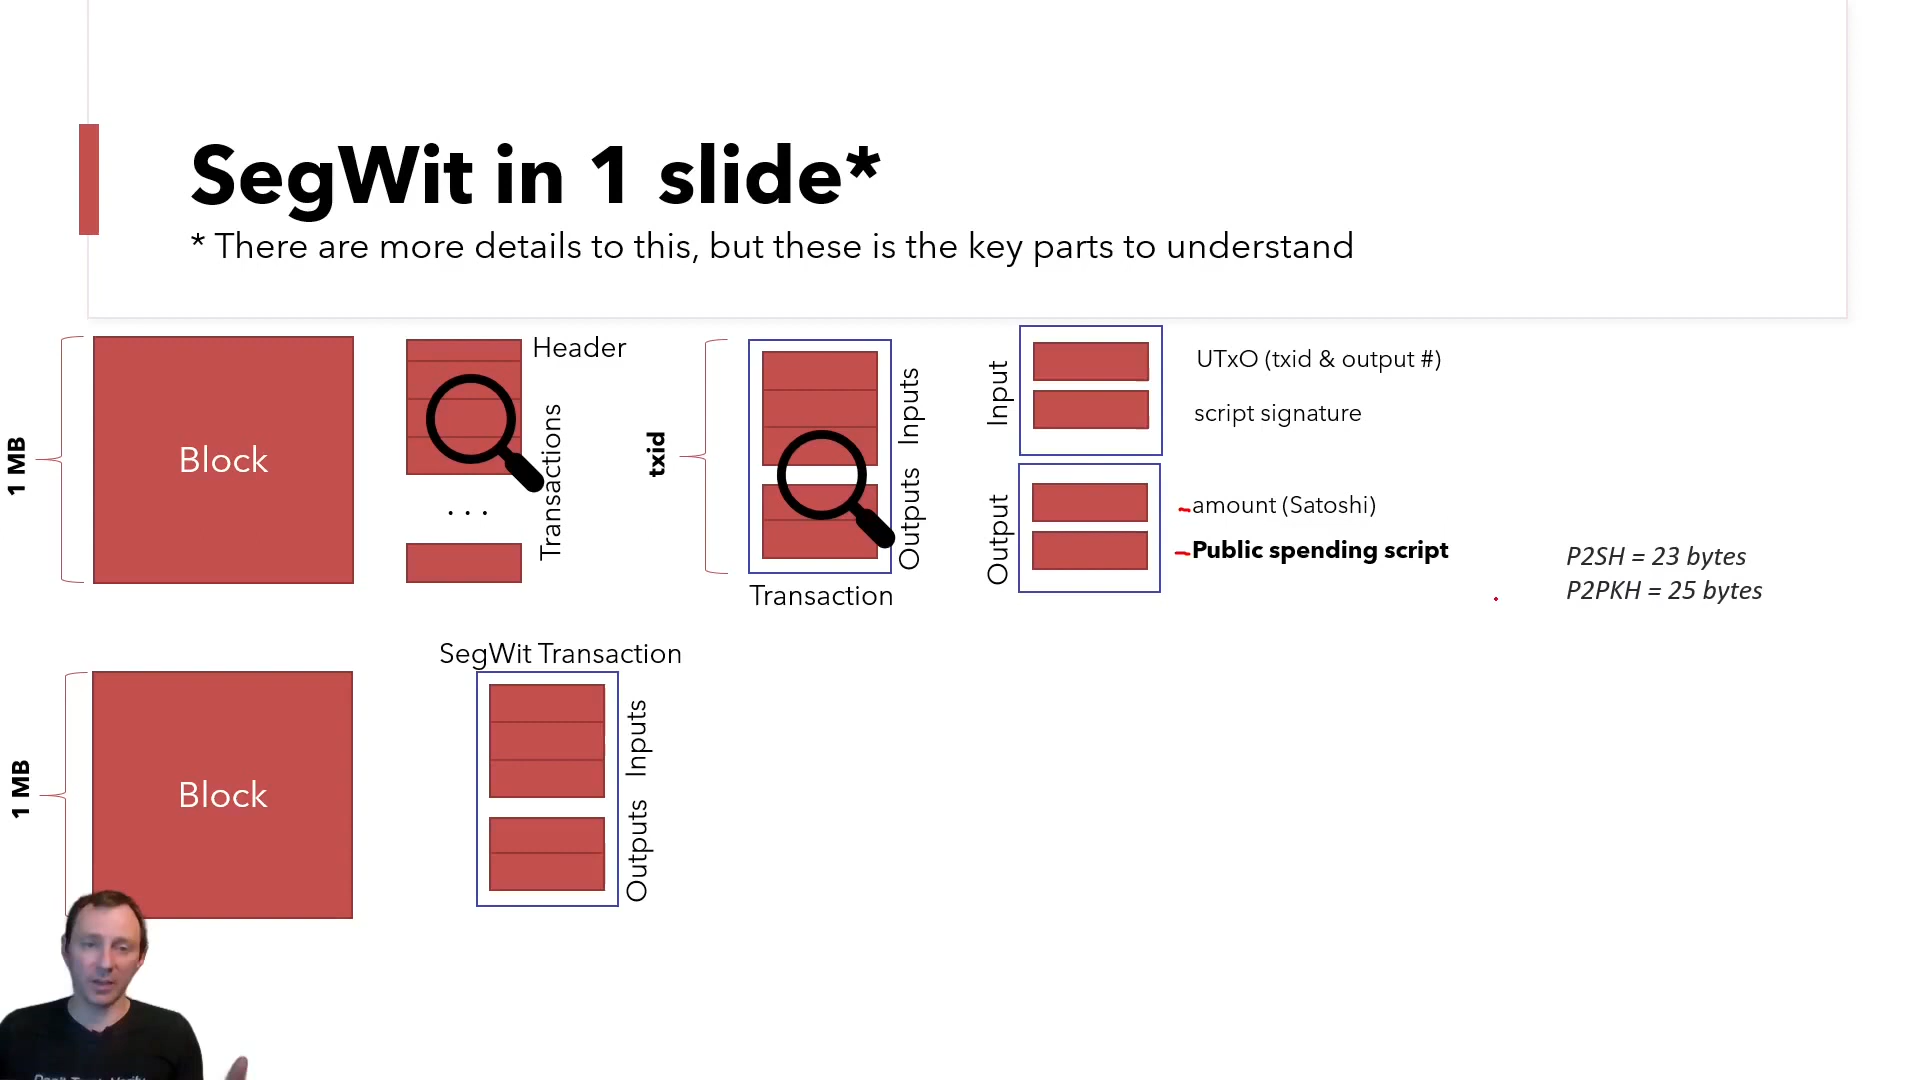 SegWit in 1 slide*
* There are more details to this, but these is the key parts to understand
1 MB
Block
Header
Transactions
. . .
txid
Inputs
Outputs
Transaction
Input
UTxO (txid & output #)
script signature
Output
amount (Satoshi)
Public spending script
P2SH = 23 bytes
P2PKH = 25 bytes
1 MB
Block
SegWit Transaction
Inputs
Outputs